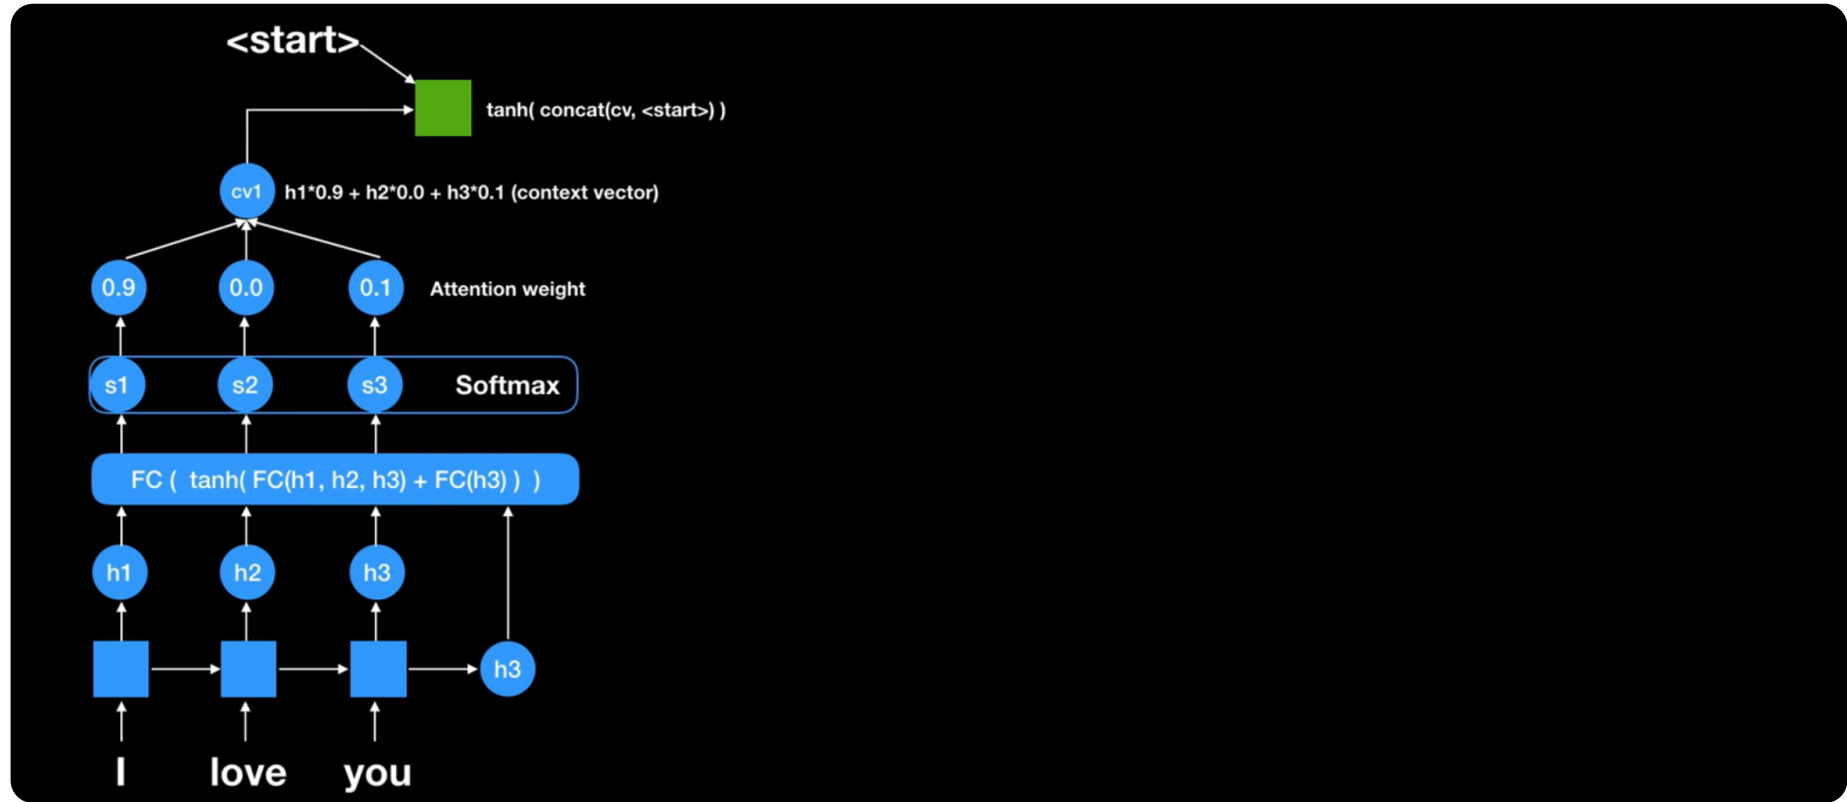 <start>
tanh( concat(cv, <start>) )
cv1 h1*0.9 + h2*0.0 + h3*0.1 (context vector)
0.9 0.0 0.1 Attention weight
s1 s2 s3 Softmax
FC ( tanh( FC(h1, h2, h3) + FC(h3) ) )
h1 h2 h3
h3
I love you